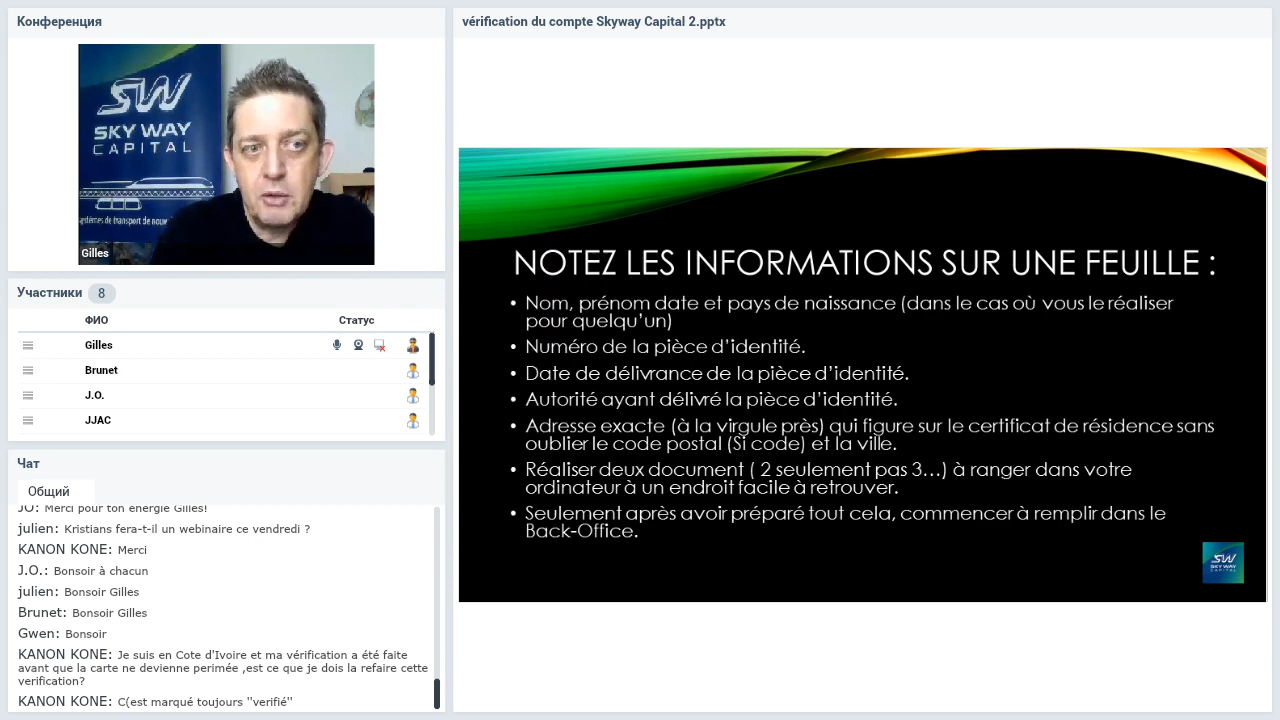 Конференция
SW
SKY WAY
CAPITAL
Gilles
Участники 8
ФИО Статус
Gilles
Brunet
J.O.
JJAC
Чат
Общий
JO: Merci pour ton énergie Gilles!
julien: Kristians fera-t-il un webinaire ce vendredi ?
KANON KONE: Merci
J.O.: Bonsoir à chacun
julien: Bonsoir Gilles
Brunet: Bonsoir Gilles
Gwen: Bonsoir
KANON KONE: Je suis en Cote d'Ivoire et ma vérification a été faite
avant que la carte ne devienne perimée ,est ce que je dois la refaire cette
verification?
KANON KONE: C(est marqué toujours "verifié"
vérification du compte Skyway Capital 2.pptx
NOTEZ LES INFORMATIONS SUR UNE FEUILLE :
• Nom, prénom date et pays de naissance (dans le cas où vous le réaliser
pour quelqu'un)
• Numéro de la pièce d'identité.
• Date de délivrance de la pièce d'identité.
• Autorité ayant délivré la pièce d'identité.
• Adresse exacte (à la virgule près) qui figure sur le certificat de résidence sans
oublier le code postal (Si code) et la ville.
• Réaliser deux document ( 2 seulement pas 3...) à ranger dans votre
ordinateur à un endroit facile à retrouver.
• Seulement après avoir préparé tout cela, commencer à remplir dans le
Back-Office.
SW
SKY WAY
CAPITAL